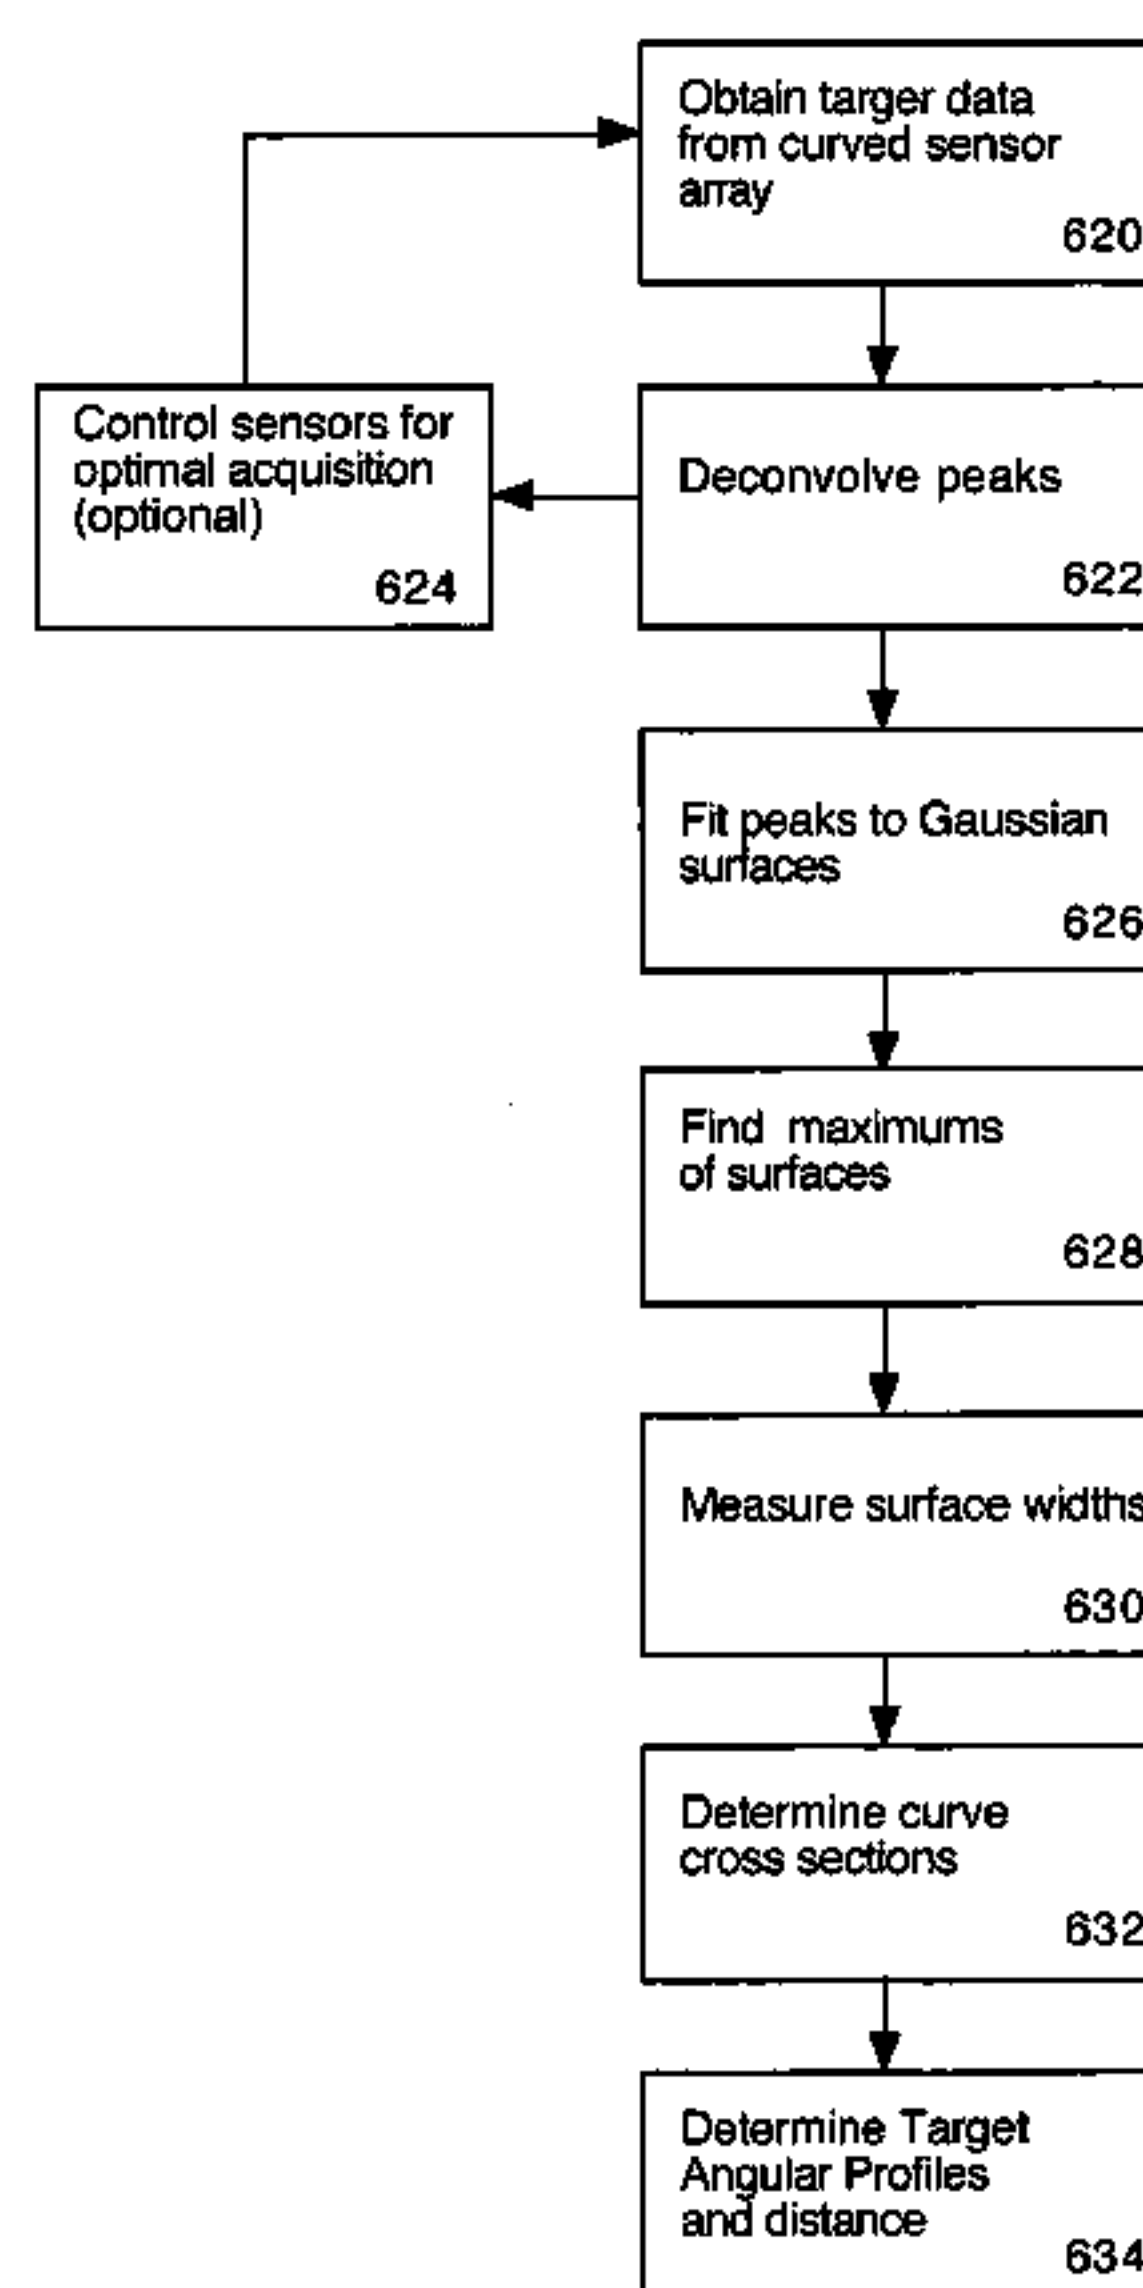 Obtain targer data
from curved sensor
array
620
Control sensors for
optimal acquisition
(optional)
624
Deconvolve peaks
622
Fit peaks to Gaussian
surfaces
626
Find maximums
of surfaces
628
Measure surface widths
630
Determine curve
cross sections
632
Determine Target
Angular Profiles
and distance
634